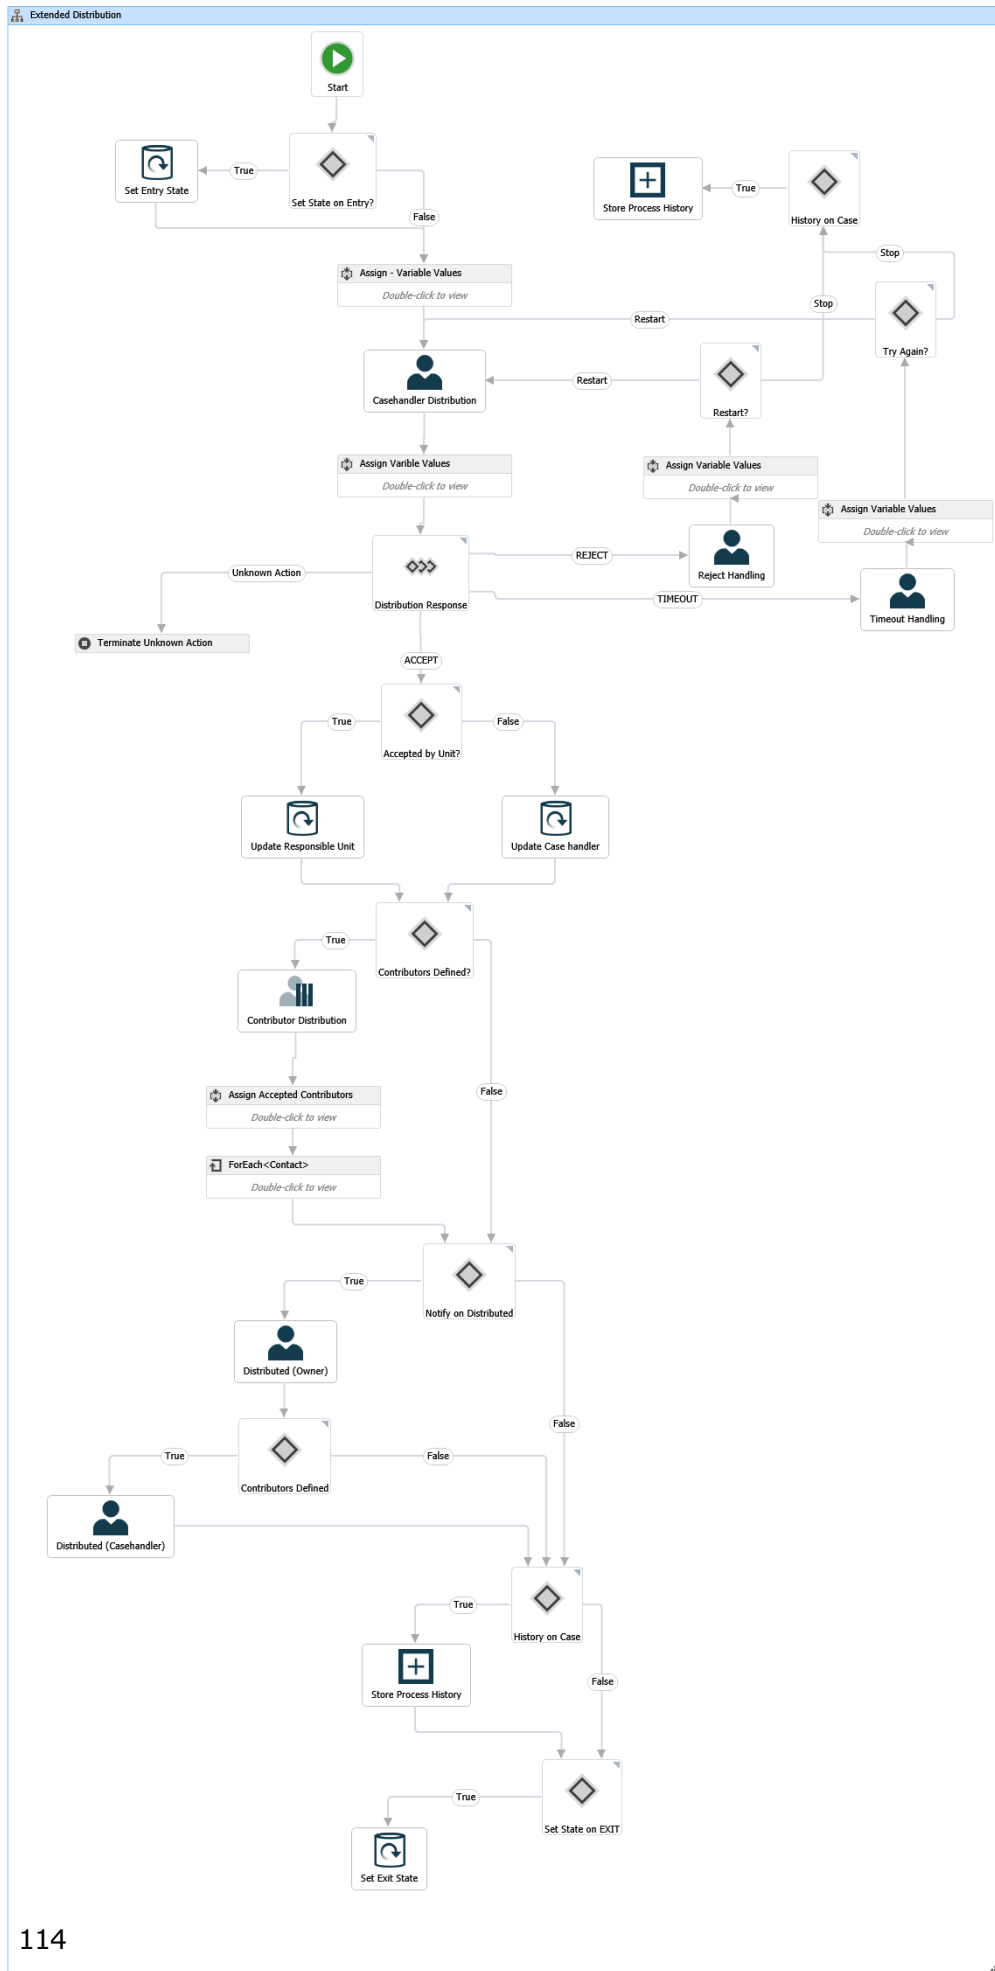 Extended Distribution
Start
Set State on Entry?
True
False
Set Entry State
Store Process History
True
History on Case
Assign - Variable Values
Double-click to view
Stop
Stop
Restart
Try Again?
Casehandler Distribution
Restart
Restart?
Assign Varible Values
Double-click to view
Assign Variable Values
Double-click to view
Assign Variable Values
Double-click to view
Distribution Response
REJECT
Reject Handling
Unknown Action
TIMEOUT
Timeout Handling
Terminate Unknown Action
ACCEPT
True
False
Accepted by Unit?
Update Responsible Unit
Update Case handler
True
Contributors Defined?
Contributor Distribution
False
Assign Accepted Contributors
Double-click to view
ForEach<Contact>
Double-click to view
True
Notify on Distributed
Distributed (Owner)
False
True
False
Contributors Defined
Distributed (Casehandler)
True
History on Case
Store Process History
False
True
Set State on EXIT
Set Exit State
114